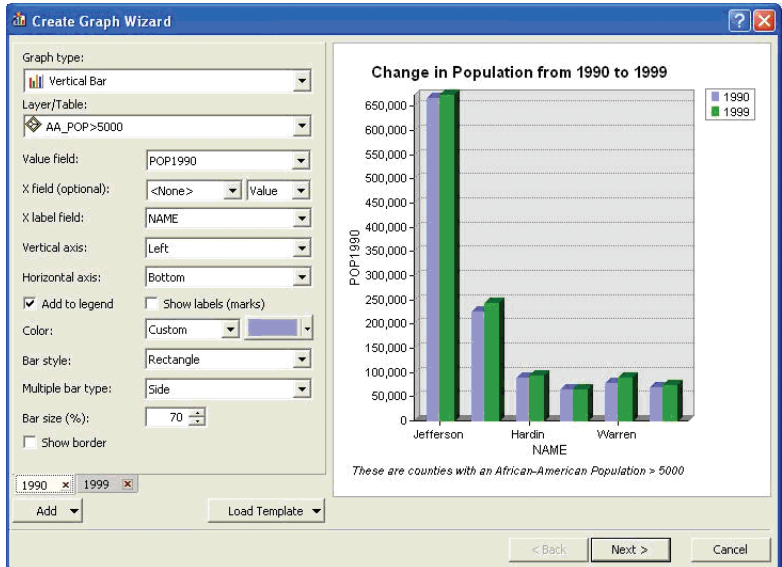 Create Graph Wizard
Graph type:
Vertical Bar
Layer/Table:
AA_POP>5000
Value field:
POP1990
X field (optional):
<None>
Value
X label field:
NAME
Vertical axis:
Left
Horizontal axis:
Bottom
Add to legend
Show labels (marks)
Color:
Custom
Bar style:
Rectangle
Multiple bar type:
Side
Bar size (%):
70
Show border
1990
1999
Add
Load Template
Change in Population from 1990 to 1999
1990
1999
650,000
600,000
550,000
500,000
450,000
400,000
350,000
300,000
250,000
200,000
150,000
100,000
50,000
0
POP1990
Jefferson
Hardin
Warren
NAME
These are counties with an African-American Population > 5000
< Back
Next >
Cancel